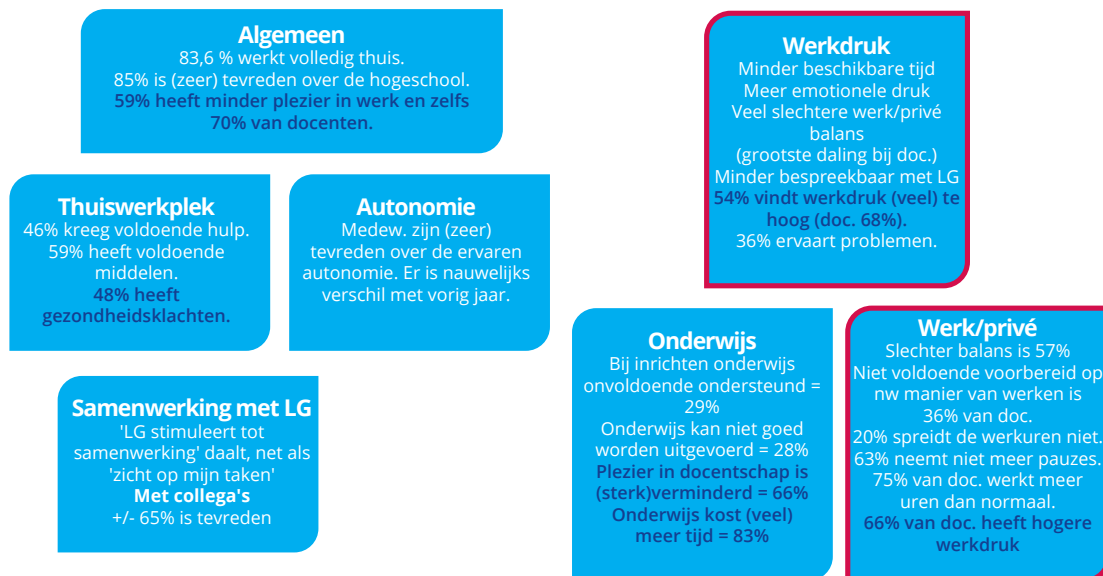 Algemeen
83,6 % werkt volledig thuis.
85% is (zeer) tevreden over de hogeschool.
59% heeft minder plezier in werk en zelfs
70% van docenten.
Werkdruk
Minder beschikbare tijd
Meer emotionele druk
Veel slechtere werk/privé
balans
(grootste daling bij doc.)
Minder bespreekbaar met LG
54% vindt werkdruk (veel) te
hoog (doc. 68%).
36% ervaart problemen.
Thuiswerkplek
46% kreeg voldoende hulp.
59% heeft voldoende
middelen.
48% heeft
gezondheidsklachten.
Autonomie
Medew. zijn (zeer)
tevreden over de ervaren
autonomie. Er is nauwelijks
verschil met vorig jaar.
Onderwijs
Bij inrichten onderwijs
onvoldoende ondersteund =
29%
Onderwijs kan niet goed
worden uitgevoerd = 28%
Plezier in docentschap is
(sterk)verminderd = 66%
Onderwijs kost (veel)
meer tijd = 83%
Werk/privé
Slechter balans is 57%
Niet voldoende voorbereid op
nw manier van werken is
36% van doc.
20% spreidt de werkuren niet.
63% neemt niet meer pauzes.
75% van doc. werkt meer
uren dan normaal.
66% van doc. heeft hogere
werkdruk
Samenwerking met LG
'LG stimuleert tot
samenwerking' daalt, net als
'zicht op mijn taken'
Met collega's
+/- 65% is tevreden